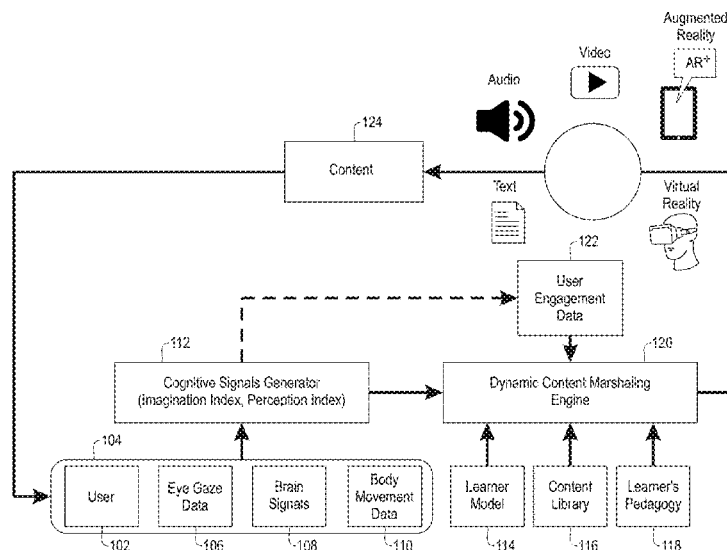 Augmented
Reality
AR+
Video
Audio
124
Content
Text
Virtual
Reality
122
User
Engagement
Data
112
120
Cognitive Signals Generator
(Imagination Index, Perception Index)
Dynamic Content Marshaling
Engine
104
User
Eye Gaze
Data
Brain
Signals
Body
Movement
Data
Learner
Model
Content
Library
Learner's
Pedagogy
102
106
108
110
114
116
118